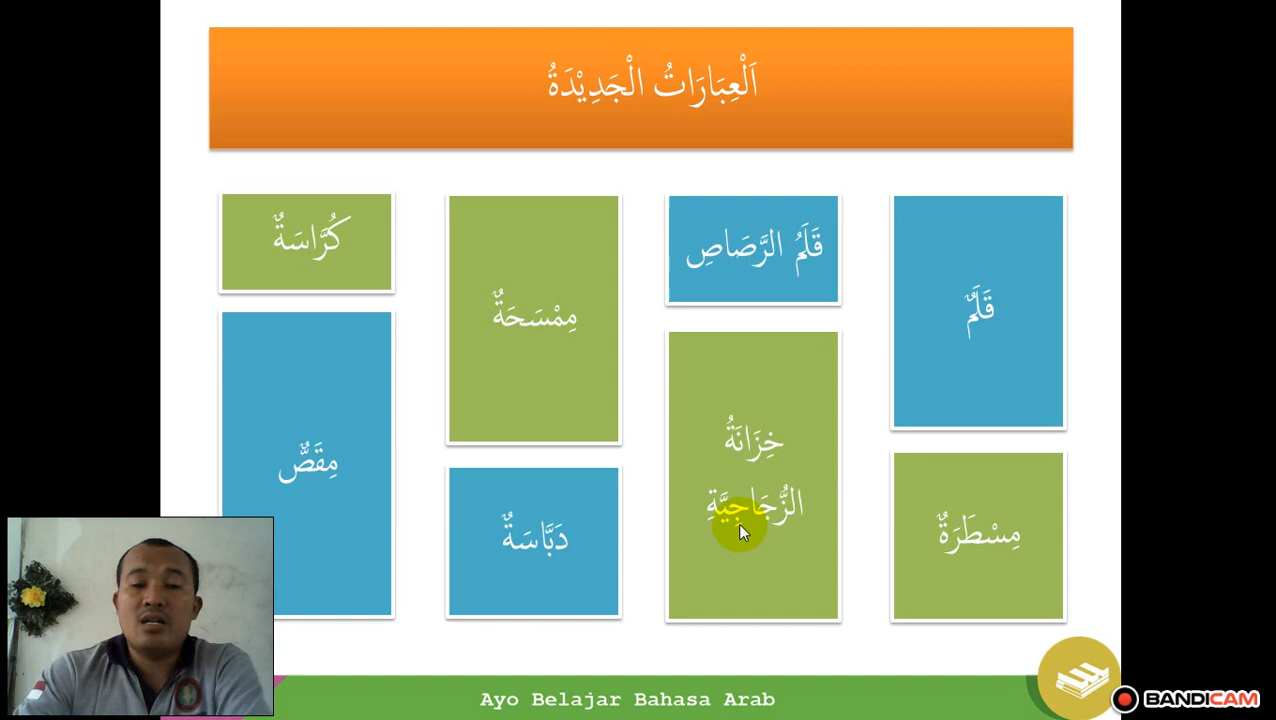 اَلْعِبَارَاتُ الْجَدِيْدَةُ
قَلَمٌ
قَلَمُ الرَّصَاصِ
مِمْسَحَةٌ
كُرَّاسَةٌ
مِسْطَرَةٌ
خِزَانَةُ
الزُّجَاجِيَّةِ
دَبَّاسَةٌ
مِقَصٌّ
Ayo Belajar Bahasa Arab
BANDICAM